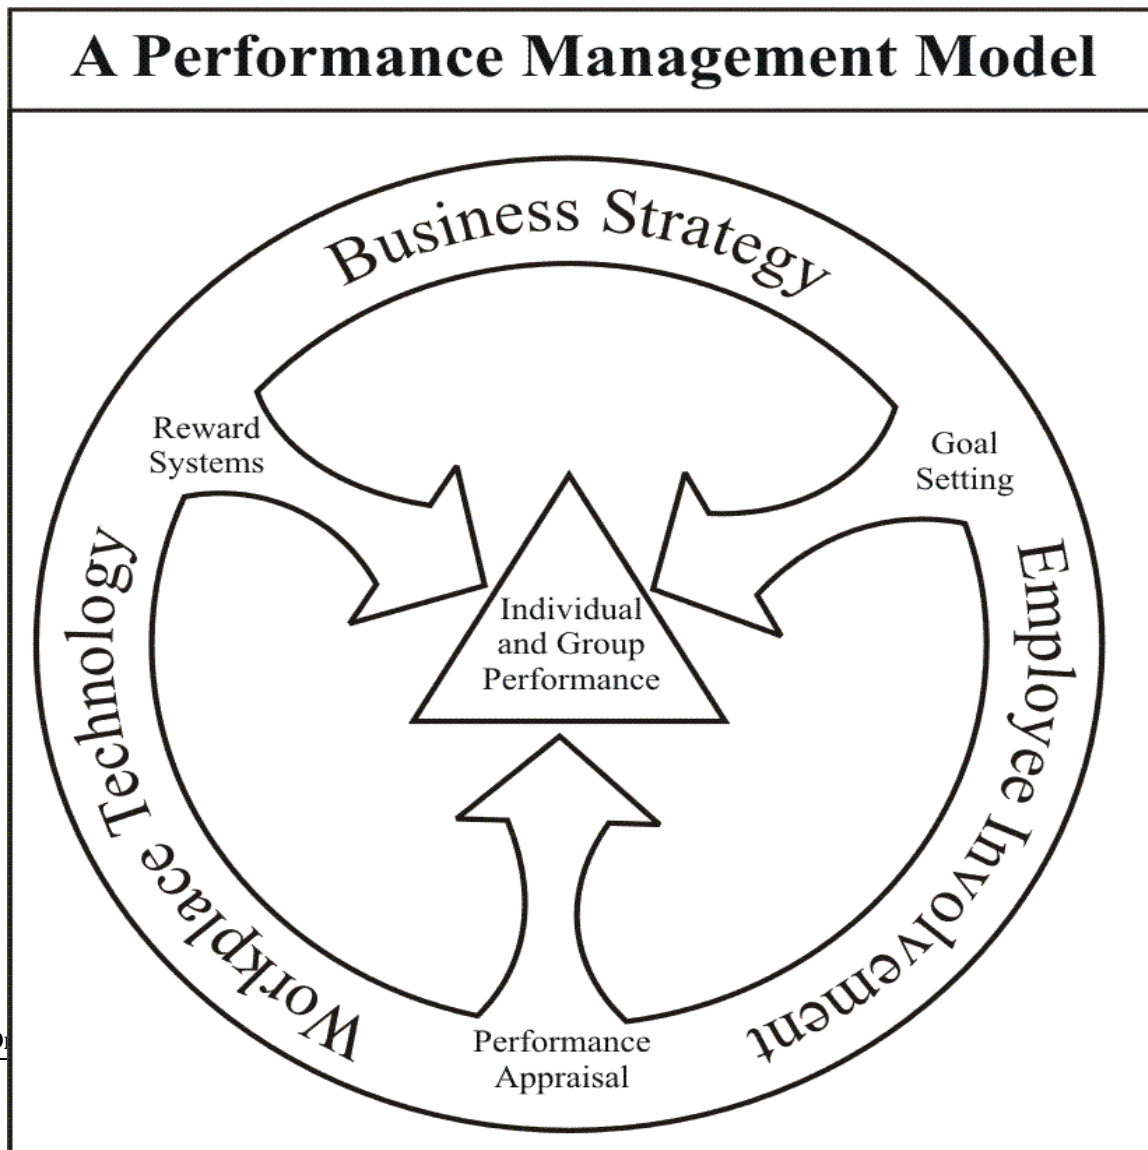 A Performance Management Model
Business Strategy
Reward
Systems
Goal
Setting
Individual
and Group
Performance
Workplace Technology
Employee Involvement
Performance
Appraisal